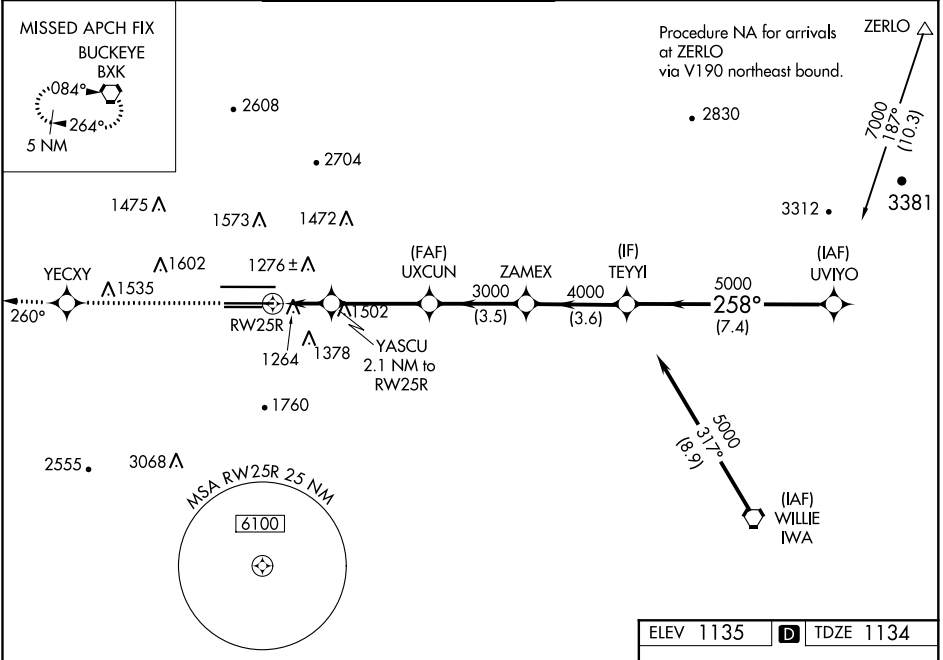 MISSED APCH FIX
BUCKEYE
BXK
084°
264°
5 NM
Procedure NA for arrivals
at ZERLO
via V190 northeast bound.
ZERLO
7000
187°
(10.3)
3381
2608
2830
2704
3312
1475
1573
1472
1602
1276±
1535
YECXY
260°
RW25R
1264
1378
1502
YASCU
2.1 NM to
RW25R
(FAF)
UXCUN
3000
(3.5)
ZAMEX
4000
(3.6)
(IF)
TEYYI
5000
258°
(7.4)
(IAF)
UVIYO
1760
2555
3068
5000
317°
(8.9)
(IAF)
WILLIE
IWA
MSA RW25R 25 NM
6100
ELEV 1135 D TDZE 1134